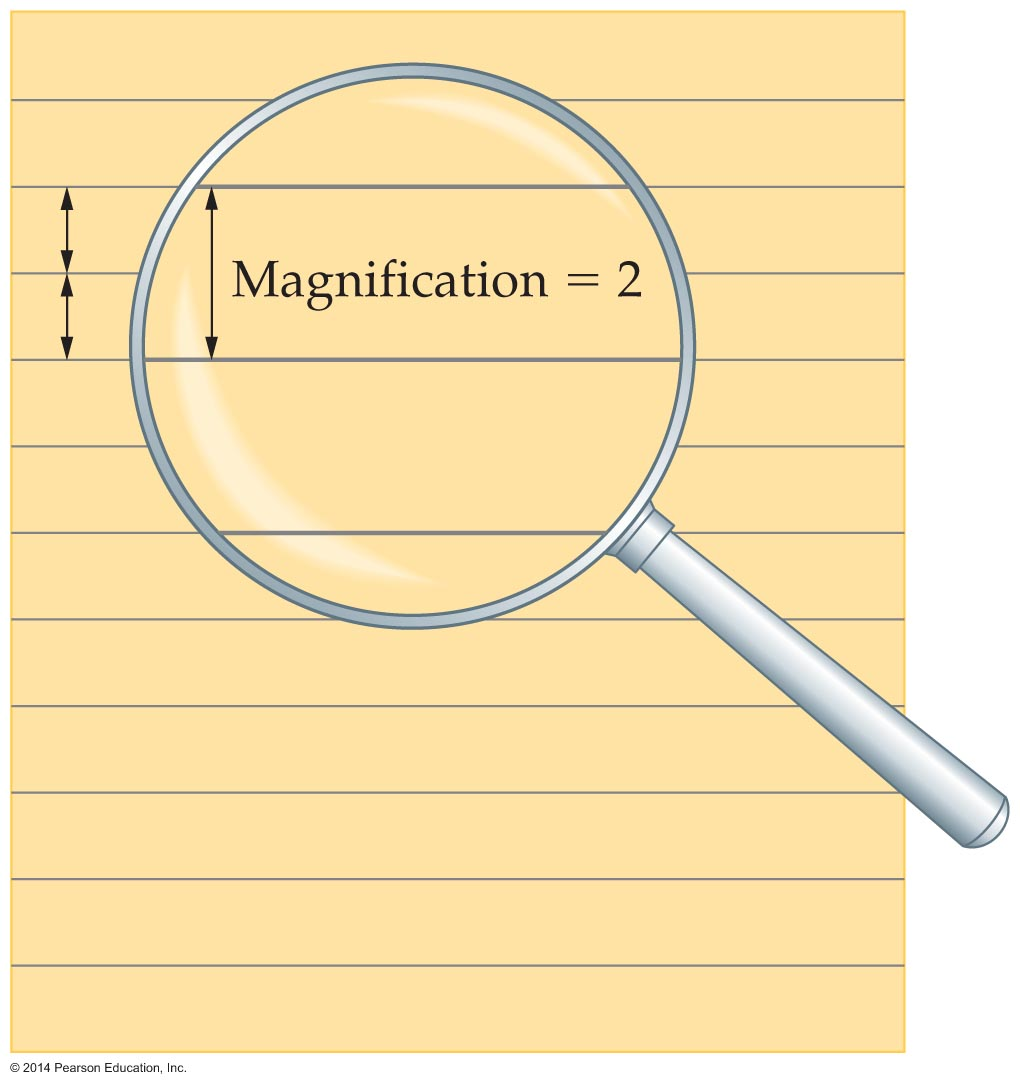 Magnification = 2
© 2014 Pearson Education, Inc.